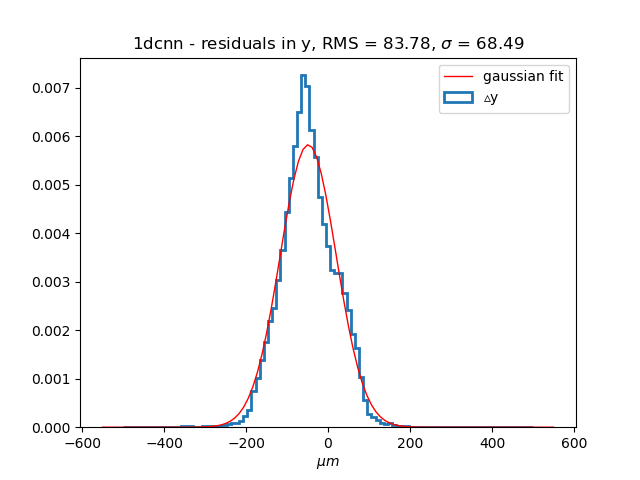 1dcnn - residuals in y, RMS = 83.78, σ = 68.49
gaussian fit
▵y
0.007
0.006
0.005
0.004
0.003
0.002
0.001
0.000
−600 −400 −200 0 200 400 600
μm